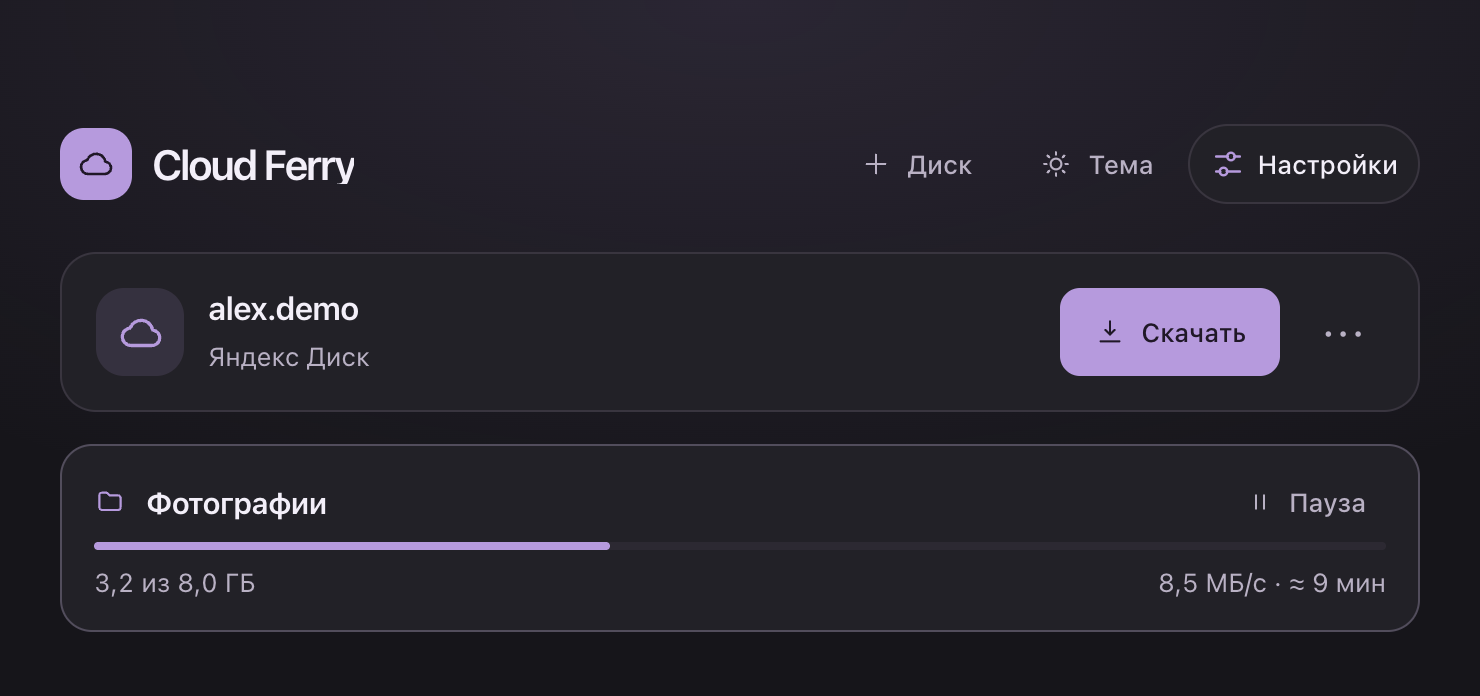 Cloud Ferry
Диск
Тема
Настройки
alex.demo
Яндекс Диск
Скачать
Фотографии
Пауза
3,2 из 8,0 ГБ
8,5 МБ/с · ≈ 9 мин